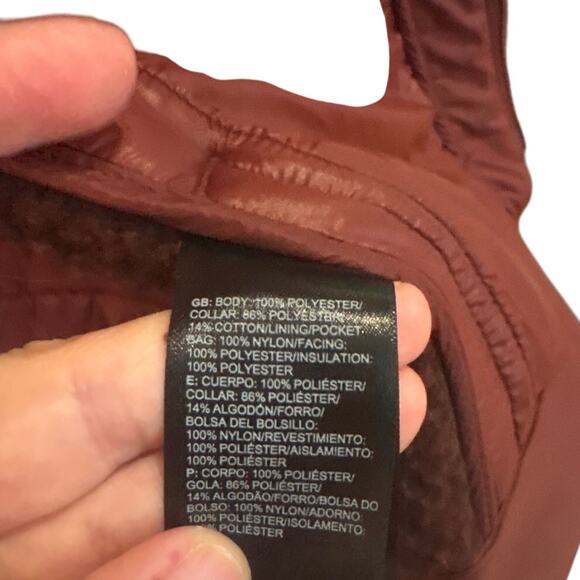 GB: BODY: 100% POLYESTER/
COLLAR: 86% POLYESTER/
14% COTTON/LINING/POCKET
BAG: 100% NYLON/FACING:
100% POLYESTER/INSULATION:
100% POLYESTER
E: CUERPO: 100% POLIÉSTER/
COLLAR: 86% POLIÉSTER/
14% ALGODÓN/FORRO/
BOLSA DEL BOLSILLO:
100% NYLON/REVESTIMIENTO:
100% POLIÉSTER/AISLAMIENTO:
100% POLIÉSTER
P: CORPO: 100% POLIÉSTER/
GOLA: 86% POLIÉSTER/
14% ALGODÃO/FORRO/BOLSA DO
BOLSO: 100% NYLON/ADORNO:
100% POLIÉSTER/ISOLAMENTO:
100% POLIÉSTER